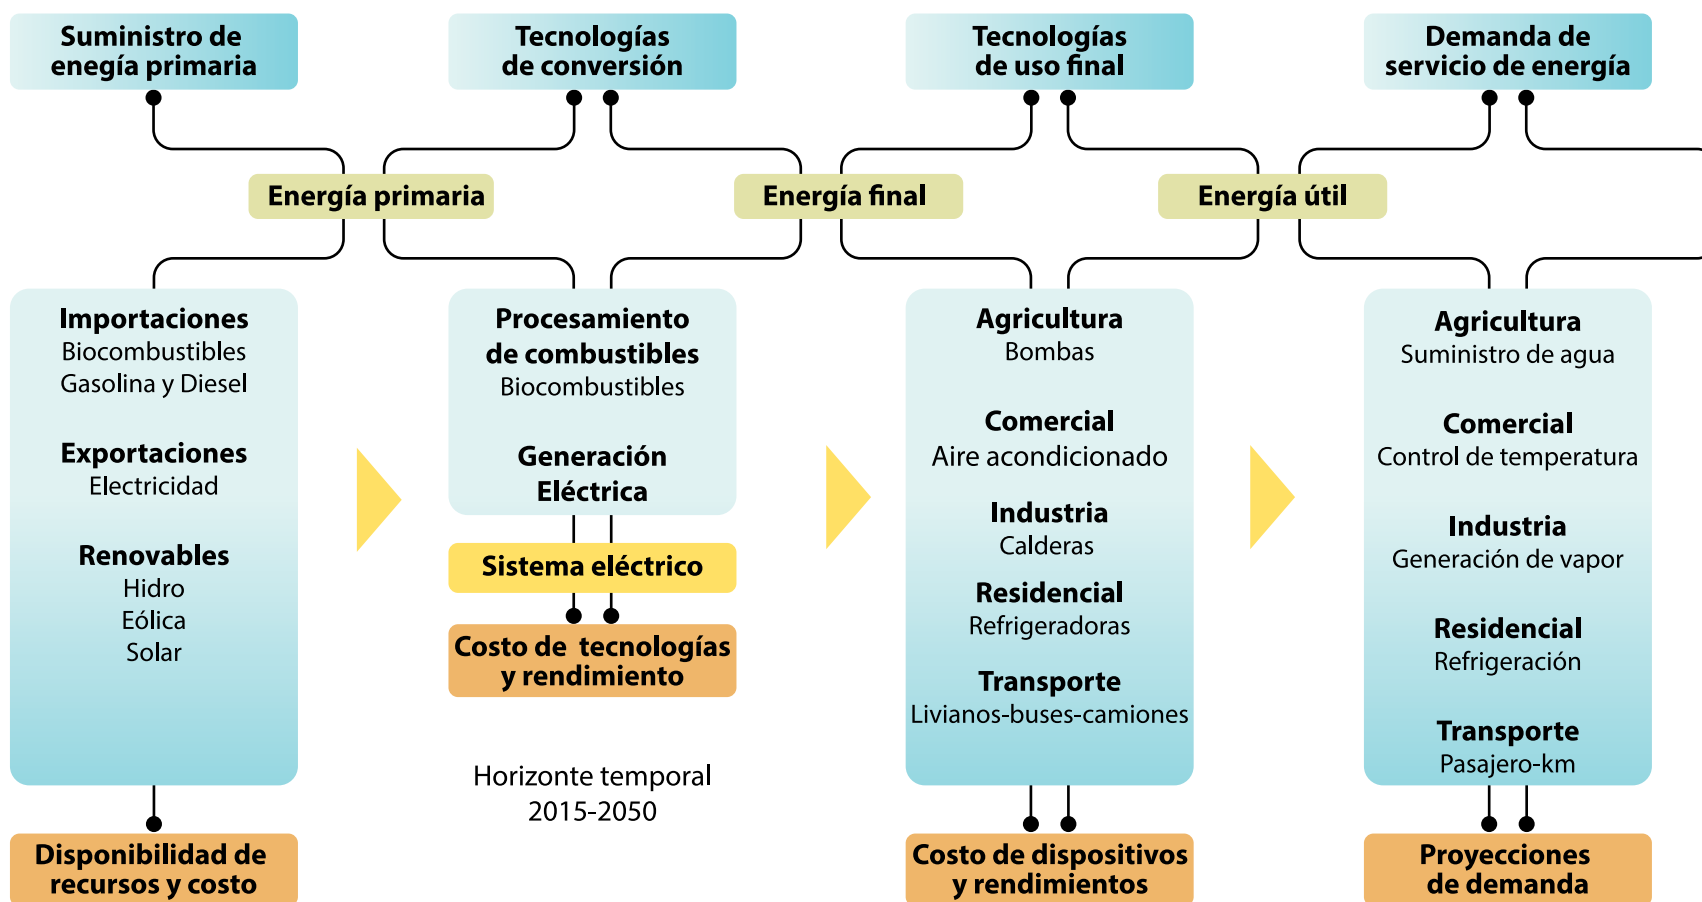 Suministro de
enegía primaria
Tecnologías
de conversión
Tecnologías
de uso final
Demanda de
servicio de energía
Energía primaria
Energía final
Energía útil
Importaciones
Biocombustibles
Gasolina y Diesel
Exportaciones
Electricidad
Renovables
Hidro
Eólica
Solar
Disponibilidad de
recursos y costo
Procesamiento
de combustibles
Biocombustibles
Generación
Eléctrica
Sistema eléctrico
Costo de tecnologías
y rendimiento
Horizonte temporal
2015-2050
Agricultura
Bombas
Comercial
Aire acondicionado
Industria
Calderas
Residencial
Refrigeradoras
Transporte
Livianos-buses-camiones
Costo de dispositivos
y rendimientos
Agricultura
Suministro de agua
Comercial
Control de temperatura
Industria
Generación de vapor
Residencial
Refrigeración
Transporte
Pasajero-km
Proyecciones
de demanda